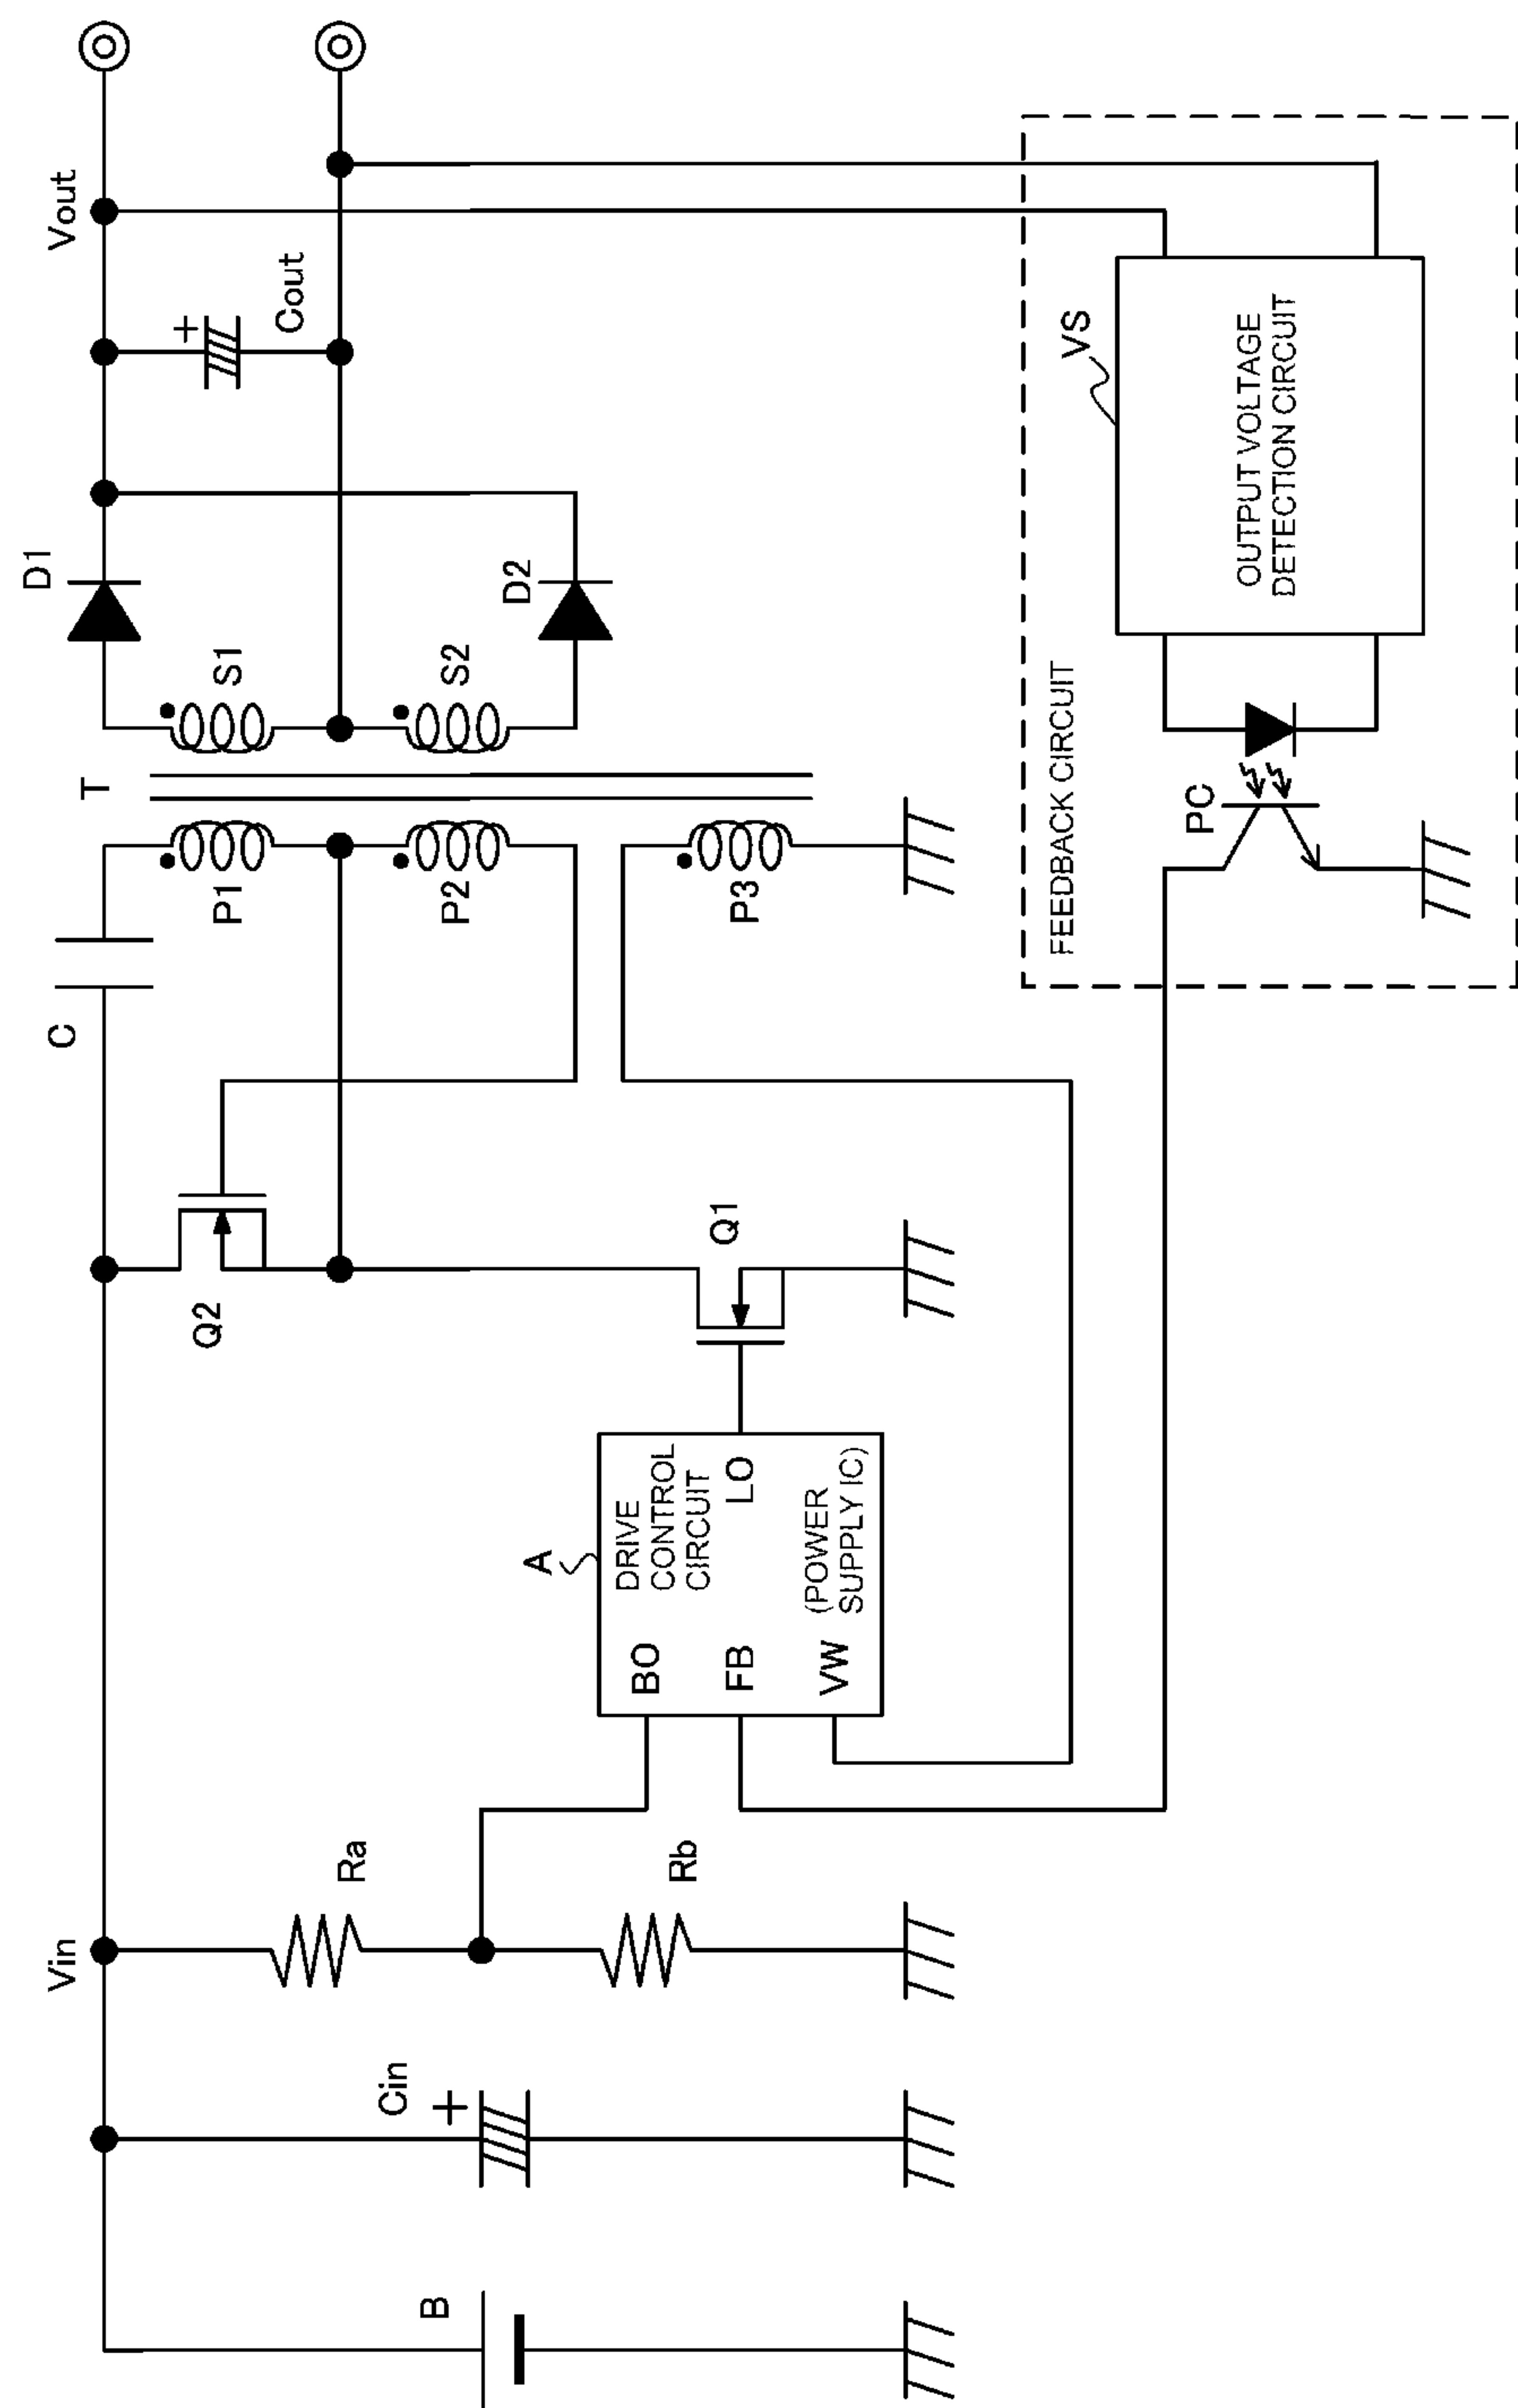 Vin
Vout
B
Cin
+
Ra
Rb
A
DRIVE
CONTROL
CIRCUIT
BO
FB
VW
LO
(POWER
SUPPLY IC)
Q2
Q1
C
T
P1
P2
P3
S1
S2
D1
D2
+
Cout
FEEDBACK CIRCUIT
PC
VS
OUTPUT VOLTAGE
DETECTION CIRCUIT